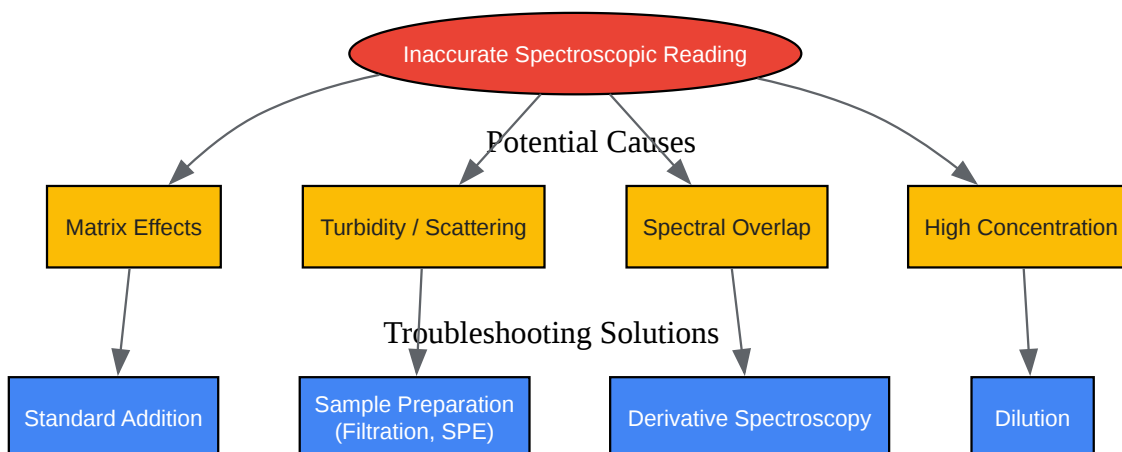 Inaccurate Spectroscopic Reading
Potential Causes
Matrix Effects
Turbidity / Scattering
Spectral Overlap
High Concentration
Troubleshooting Solutions
Standard Addition
Sample Preparation
(Filtration, SPE)
Derivative Spectroscopy
Dilution